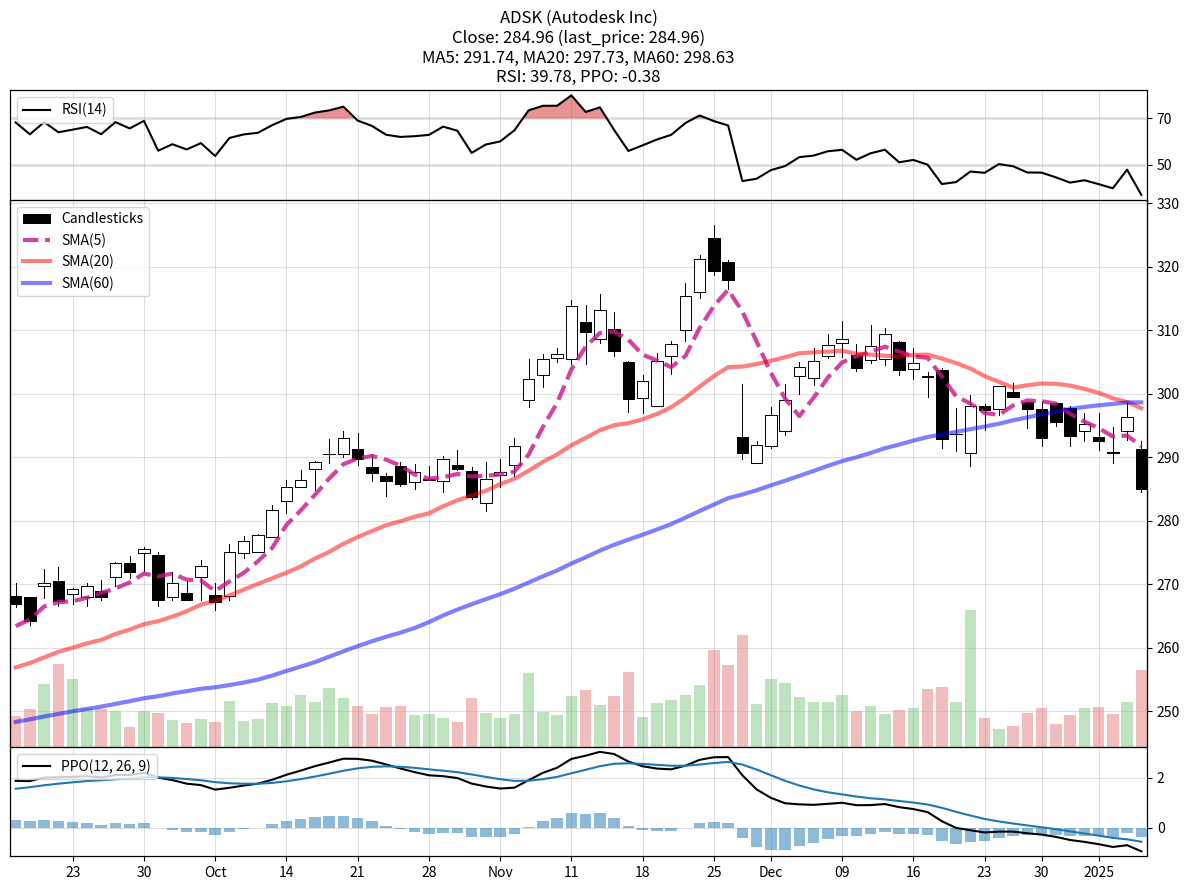 ADSK (Autodesk Inc)
Close: 284.96 (last_price: 284.96)
MA5: 291.74, MA20: 297.73, MA60: 298.63
RSI: 39.78, PPO: -0.38
RSI(14)
70
50
Candlesticks
SMA(5)
SMA(20)
SMA(60)
330
320
310
300
290
280
270
260
250
PPO(12, 26, 9)
2
0
23 30 Oct 14 21 28 Nov 11 18 25 Dec 09 16 23 30 2025